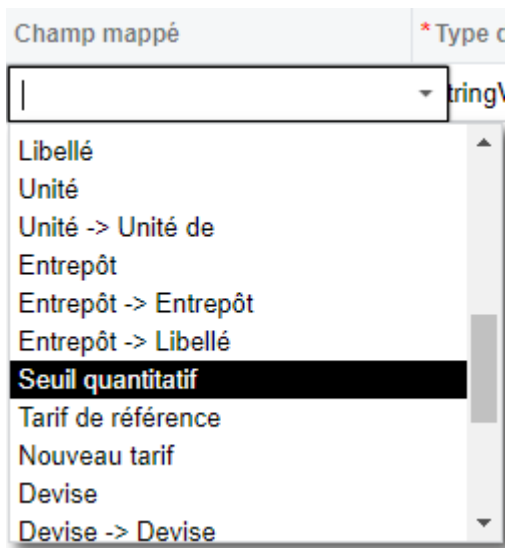 Champ mappé * Type
Libellé
Unité
Unité -> Unité de
Entrepôt
Entrepôt -> Entrepôt
Entrepôt -> Libellé
Seuil quantitatif
Tarif de référence
Nouveau tarif
Devise
Devise -> Devise